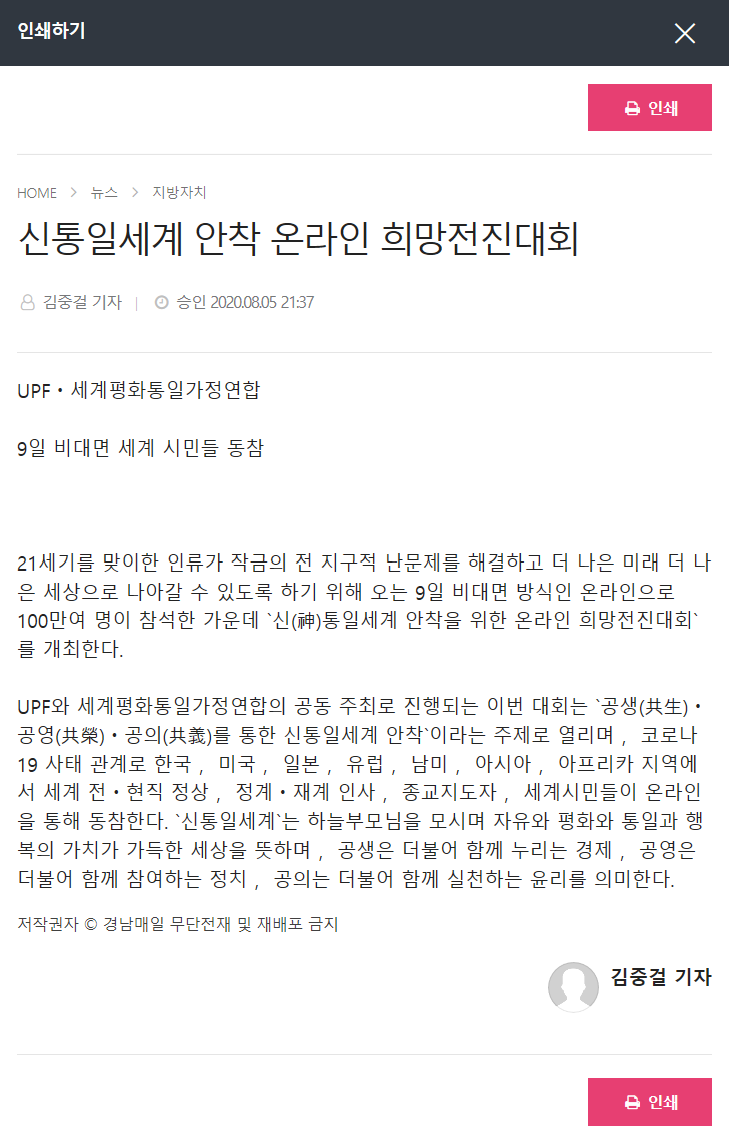 인쇄하기
인쇄
HOME > 뉴스 > 지방자치
신통일세계 안착 온라인 희망전진대회
김중걸 기자 | 승인 2020.08.05 21:37
UPF・세계평화통일가정연합
9일 비대면 세계 시민들 동참
21세기를 맞이한 인류가 작금의 전 지구적 난문제를 해결하고 더 나은 미래 더 나
은 세상으로 나아갈 수 있도록 하기 위해 오는 9일 비대면 방식인 온라인으로
100만여 명이 참석한 가운데 `신(神)통일세계 안착을 위한 온라인 희망전진대회`
를 개최한다.
UPF와 세계평화통일가정연합의 공동 주최로 진행되는 이번 대회는 `공생(共生)・
공영(共榮)・공의(共義)를 통한 신통일세계 안착`이라는 주제로 열리며 , 코로나
19 사태 관계로 한국 , 미국 , 일본 , 유럽 , 남미 , 아시아 , 아프리카 지역에
서 세계 전・현직 정상 , 정계・재계 인사 , 종교지도자 , 세계시민들이 온라인
을 통해 동참한다. `신통일세계`는 하늘부모님을 모시며 자유와 평화와 통일과 행
복의 가치가 가득한 세상을 뜻하며 , 공생은 더불어 함께 누리는 경제 , 공영은
더불어 함께 참여하는 정치 , 공의는 더불어 함께 실천하는 윤리를 의미한다.
저작권자 © 경남매일 무단전재 및 재배포 금지
김중걸 기자
인쇄